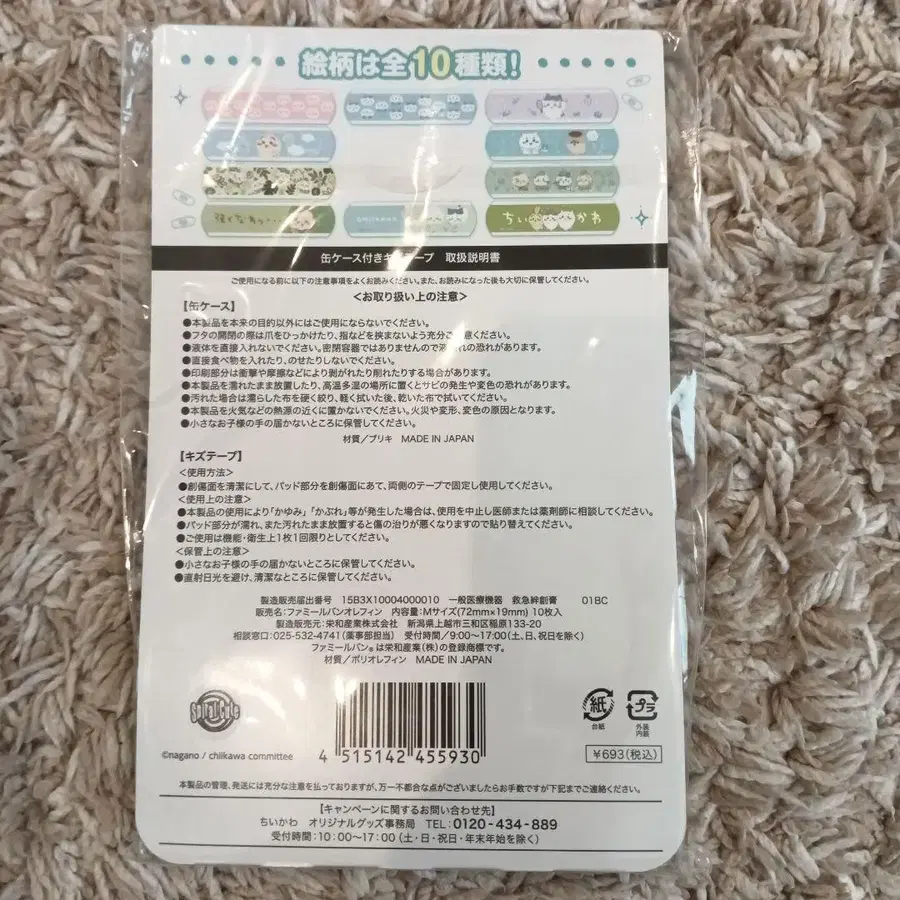 絵柄は全10種類!
強くなぁっ・・・
CHIIKAWA
ちいかわ
缶ケース付きキズテープ 取扱説明書
ご使用になる前に以下の注意事項をよくお読みください。また、お読みになった後も大切に保管してください。
<お取り扱い上の注意>
【缶ケース】
●本製品を本来の目的以外にはご使用にならないでください。
●フタの開閉の際は爪をひっかけたり、指などを挟まないよう充分ご注意ください。
●液体を直接入れないでください。密閉容器ではありませんので液漏れの恐れがあります。
●直接食べ物を入れたり、のせたりしないでください。
●印刷部分は衝撃や摩擦などにより剥がれたり削れたりする場合があります。
●本製品を濡れたまま放置したり、高温多湿の場所に置くとサビの発生や変色の恐れがあります。
●汚れた場合は濡らした布を硬く絞り、軽く拭いた後、乾いた布で拭いてください。
●本製品を火気などの熱源の近くに置かないでください。火災や変形、変色の原因となります。
●小さなお子様の手の届かないところに保管してください。
材質/ブリキ MADE IN JAPAN
【キズテープ】
<使用方法>
●創傷面を清潔にして、パッド部分を創傷面にあて、両側のテープで固定し使用してください。
<使用上の注意>
●本製品の使用により「かゆみ」「かぶれ」等が発生した場合は、使用を中止し医師または薬剤師に相談してください。
●パッド部分が濡れ、また汚れたまま放置すると傷の治りが悪くなりますので貼り替えてください。
●ご使用は機能・衛生上1枚1回限りとしてください。
<保管上の注意>
●小さなお子様の手の届かないところに保管してください。
●直射日光を避け、清潔なところに保管してください。
製造販売届出番号 15B3X10004000010 一般医療機器 救急絆創膏 01BC
販売名:ファミールバンオレフィン 内容量:Mサイズ(72mm×19mm) 10枚入
製造販売元:栄和産業株式会社 新潟県上越市三和区稲原133-20
相談窓口:025-532-4741(薬事部担当) 受付時間/9:00〜17:00(土、日、祝日を除く)
ファミールバン®は栄和産業(株)の登録商標です。
材質/ポリオレフィン MADE IN JAPAN
Spiral Cute
©nagano / chiikawa committee
4 515142 455930
紙
台紙
プラ
外装
内装
¥693(税込)
本製品の管理、発送には充分な注意を払っておりますが、万一不都合な点がございましたらお手数ですが下記までご連絡ください。
【キャンペーンに関するお問い合わせ先】
ちいかわ オリジナルグッズ事務局 TEL:0120-434-889
受付時間:10:00〜17:00(土・日・祝日・年末年始を除く)